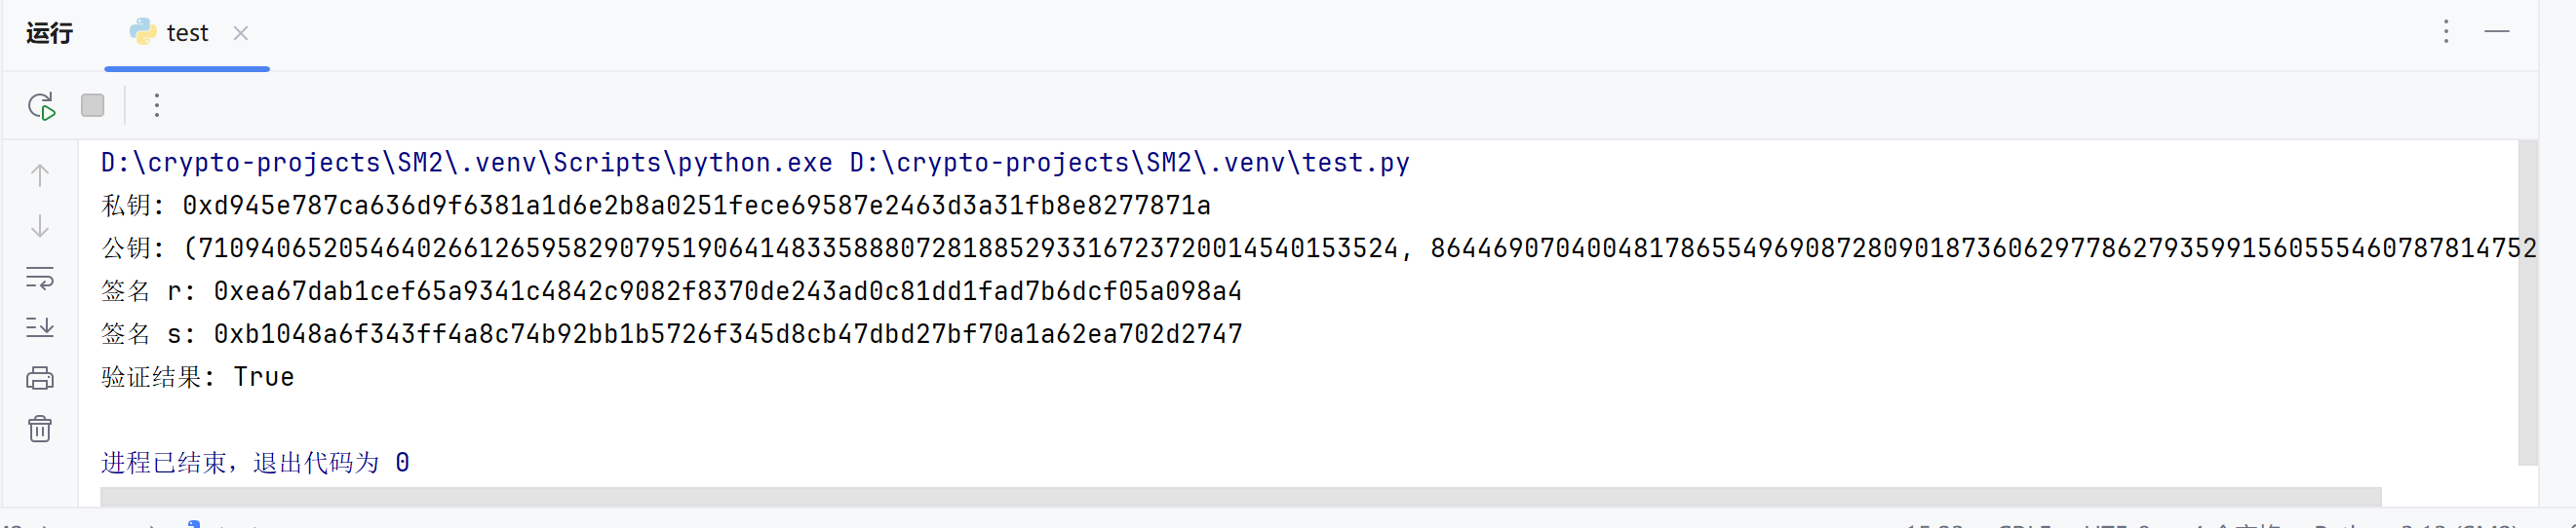 运行 test
D:\crypto-projects\SM2\.venv\Scripts\python.exe D:\crypto-projects\SM2\.venv\test.py
私钥: 0xd945e787ca636d9f6381a1d6e2b8a0251fece69587e2463d3a31fb8e8277871a
公钥: (71094065205464026612659582907951906414833588807281885293316723720014540153524, 86446907040048178655496908728090187360629778627935991560555460787814752
签名 r: 0xea67dab1cef65a9341c4842c9082f8370de243ad0c81dd1fad7b6dcf05a098a4
签名 s: 0xb1048a6f343ff4a8c74b92bb1b5726f345d8cb47dbd27bf70a1a62ea702d2747
验证结果: True
进程已结束，退出代码为 0